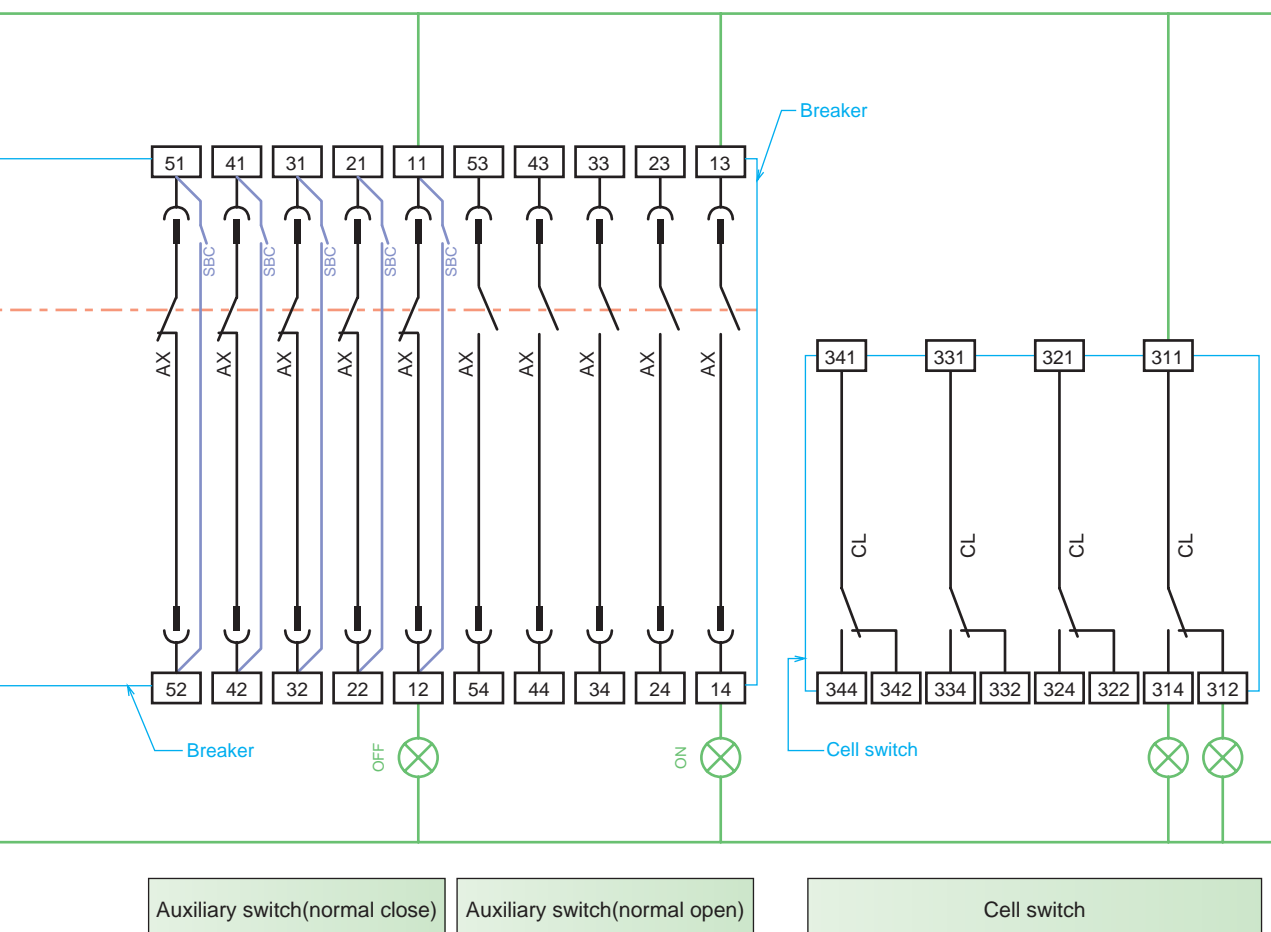 Breaker
51 41 31 21 11 53 43 33 23 13
SBC SBC SBC SBC SBC
AX AX AX AX AX AX AX AX AX AX
341 331 321 311
CL CL CL CL
52 42 32 22 12 54 44 34 24 14
344 342 334 332 324 322 314 312
Breaker
OFF
ON
Cell switch
Auxiliary switch(normal close)
Auxiliary switch(normal open)
Cell switch